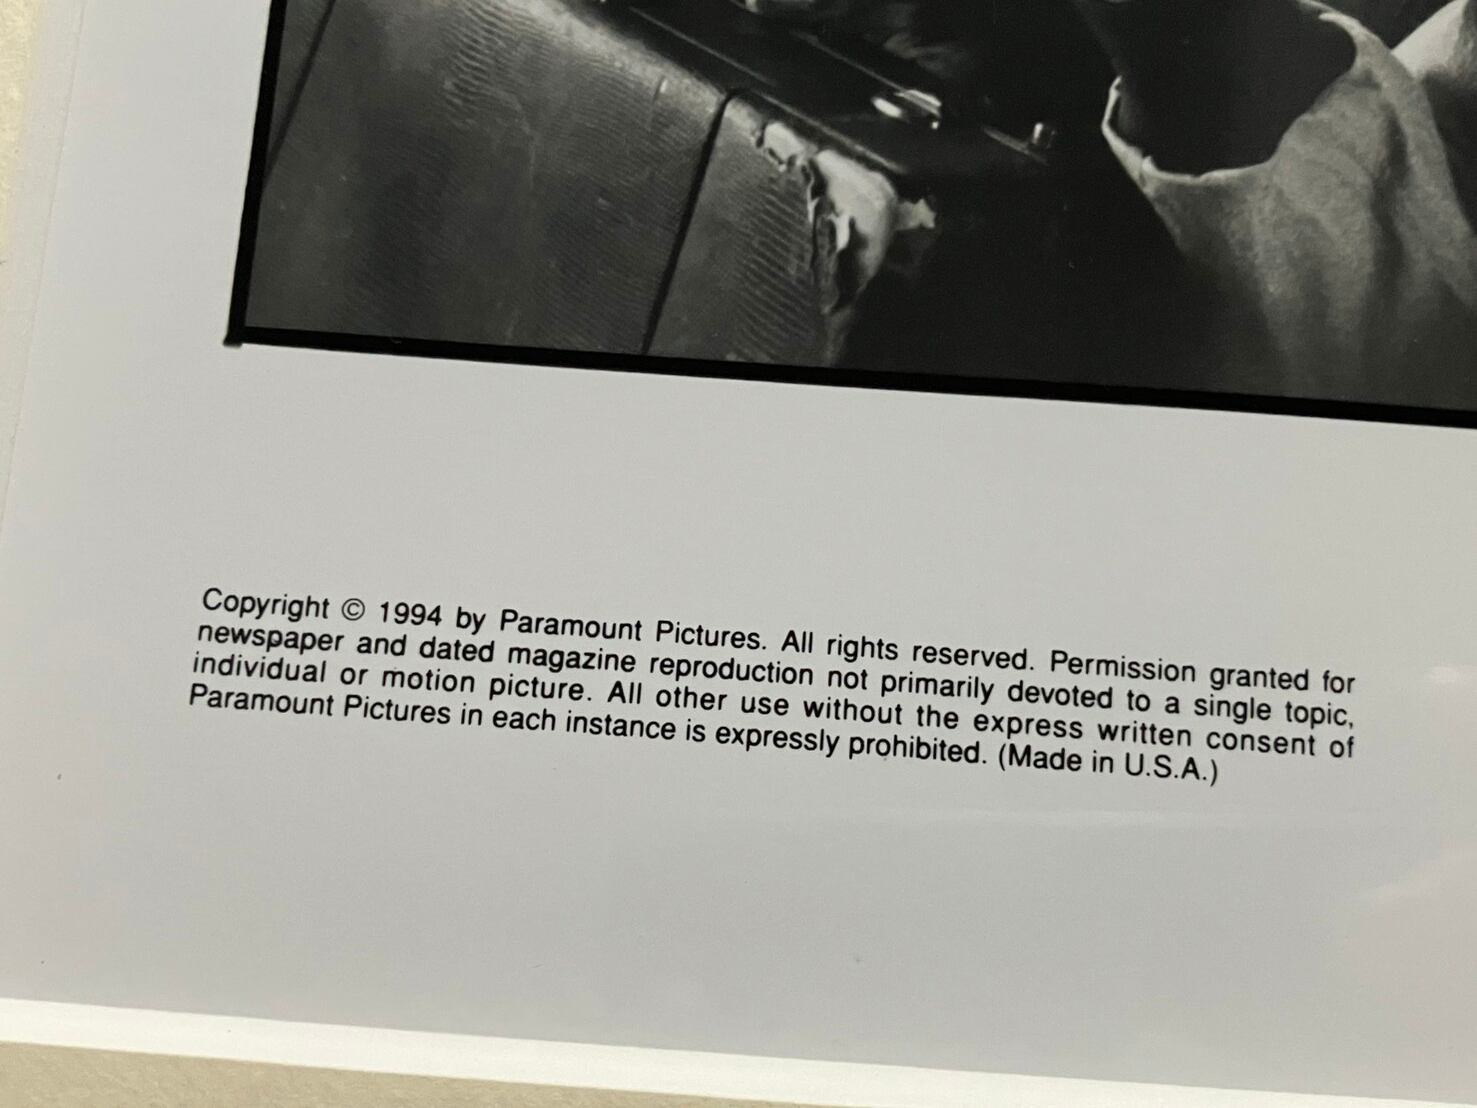 Copyright © 1994 by Paramount Pictures. All rights reserved. Permission granted for
newspaper and dated magazine reproduction not primarily devoted to a single topic,
individual or motion picture. All other use without the express written consent of
Paramount Pictures in each instance is expressly prohibited. (Made in U.S.A.)